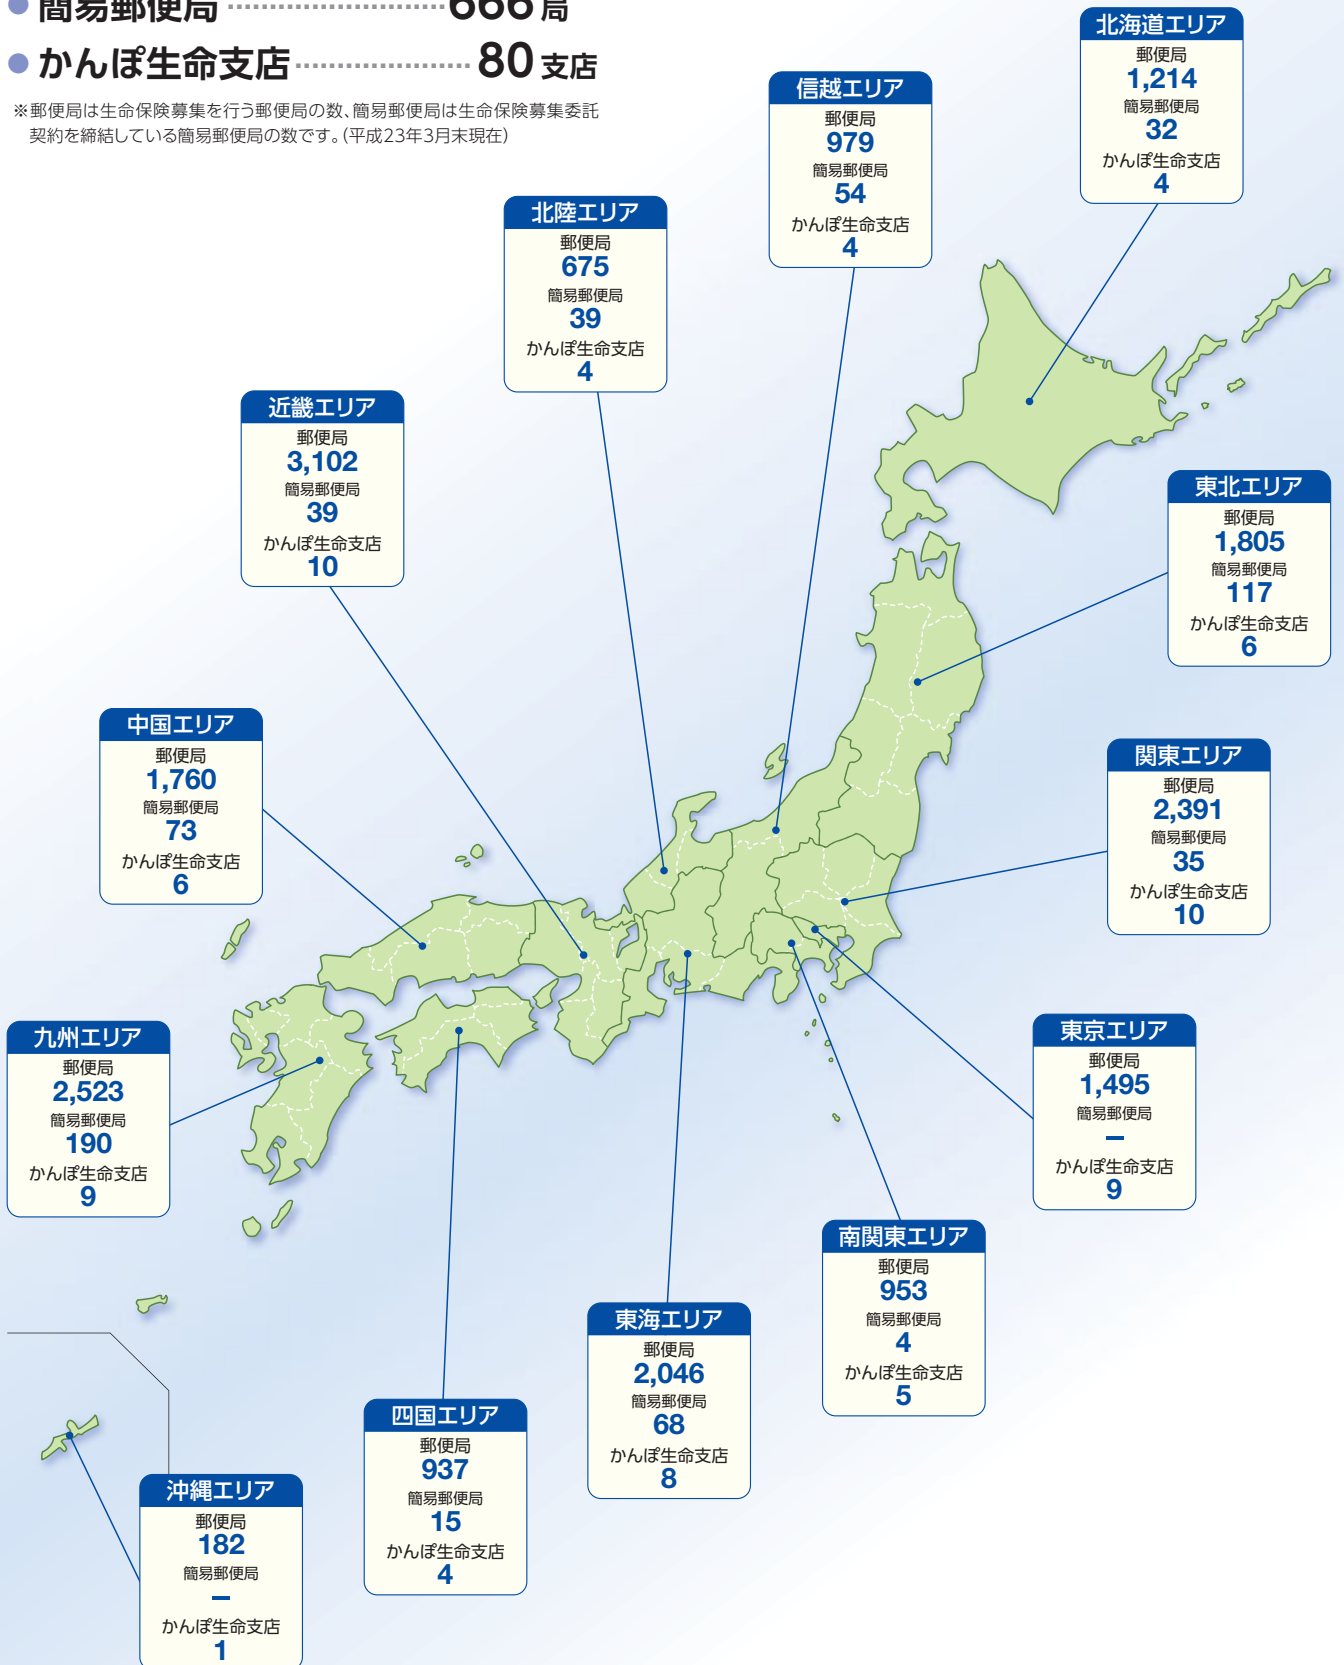 ● 簡易郵便局 ……………………… 666 局
● かんぽ生命支店 ………………… 80 支店
※郵便局は生命保険募集を行う郵便局の数、簡易郵便局は生命保険募集委託
契約を締結している簡易郵便局の数です。(平成23年3月末現在)
北海道エリア
郵便局
1,214
簡易郵便局
32
かんぽ生命支店
4
信越エリア
郵便局
979
簡易郵便局
54
かんぽ生命支店
4
北陸エリア
郵便局
675
簡易郵便局
39
かんぽ生命支店
4
近畿エリア
郵便局
3,102
簡易郵便局
39
かんぽ生命支店
10
東北エリア
郵便局
1,805
簡易郵便局
117
かんぽ生命支店
6
中国エリア
郵便局
1,760
簡易郵便局
73
かんぽ生命支店
6
関東エリア
郵便局
2,391
簡易郵便局
35
かんぽ生命支店
10
九州エリア
郵便局
2,523
簡易郵便局
190
かんぽ生命支店
9
東京エリア
郵便局
1,495
簡易郵便局
–
かんぽ生命支店
9
南関東エリア
郵便局
953
簡易郵便局
4
かんぽ生命支店
5
東海エリア
郵便局
2,046
簡易郵便局
68
かんぽ生命支店
8
四国エリア
郵便局
937
簡易郵便局
15
かんぽ生命支店
4
沖縄エリア
郵便局
182
簡易郵便局
–
かんぽ生命支店
1